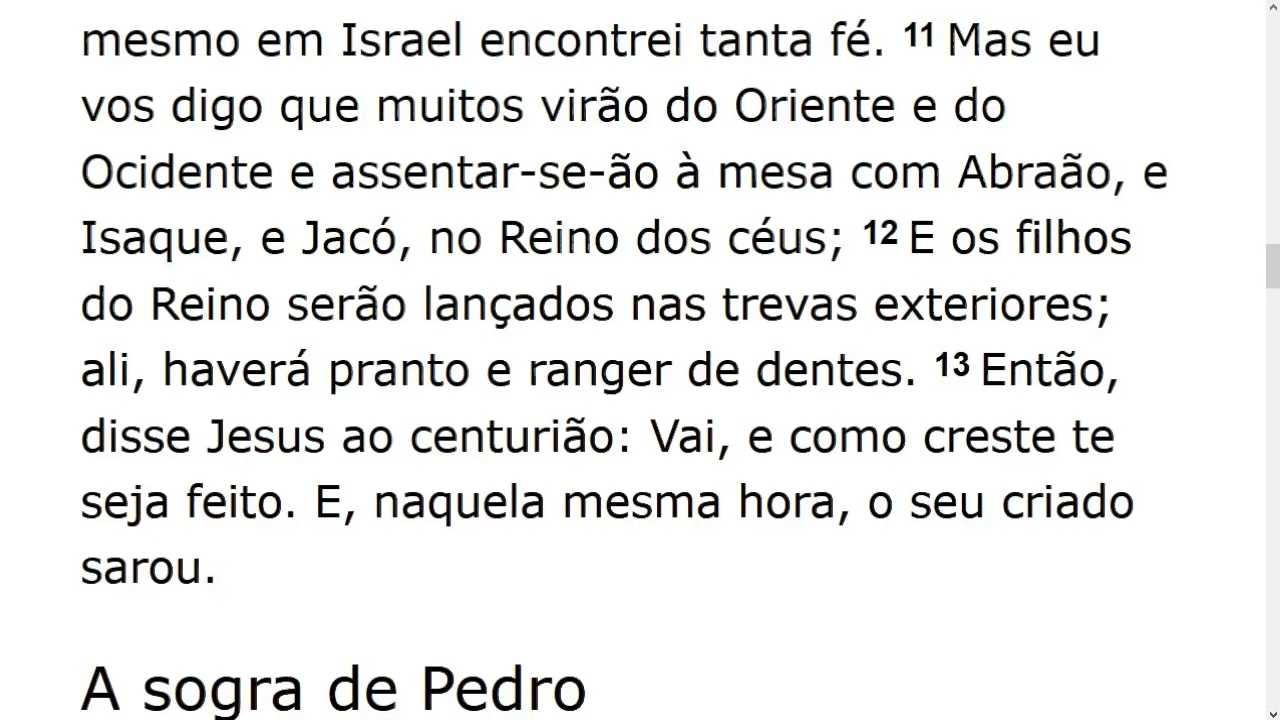 mesmo em Israel encontrei tanta fé. 11 Mas eu
vos digo que muitos virão do Oriente e do
Ocidente e assentar-se-ão à mesa com Abraão, e
Isaque, e Jacó, no Reino dos céus; 12 E os filhos
do Reino serão lançados nas trevas exteriores;
ali, haverá pranto e ranger de dentes. 13 Então,
disse Jesus ao centurião: Vai, e como creste te
seja feito. E, naquela mesma hora, o seu criado
sarou.
A sogra de Pedro